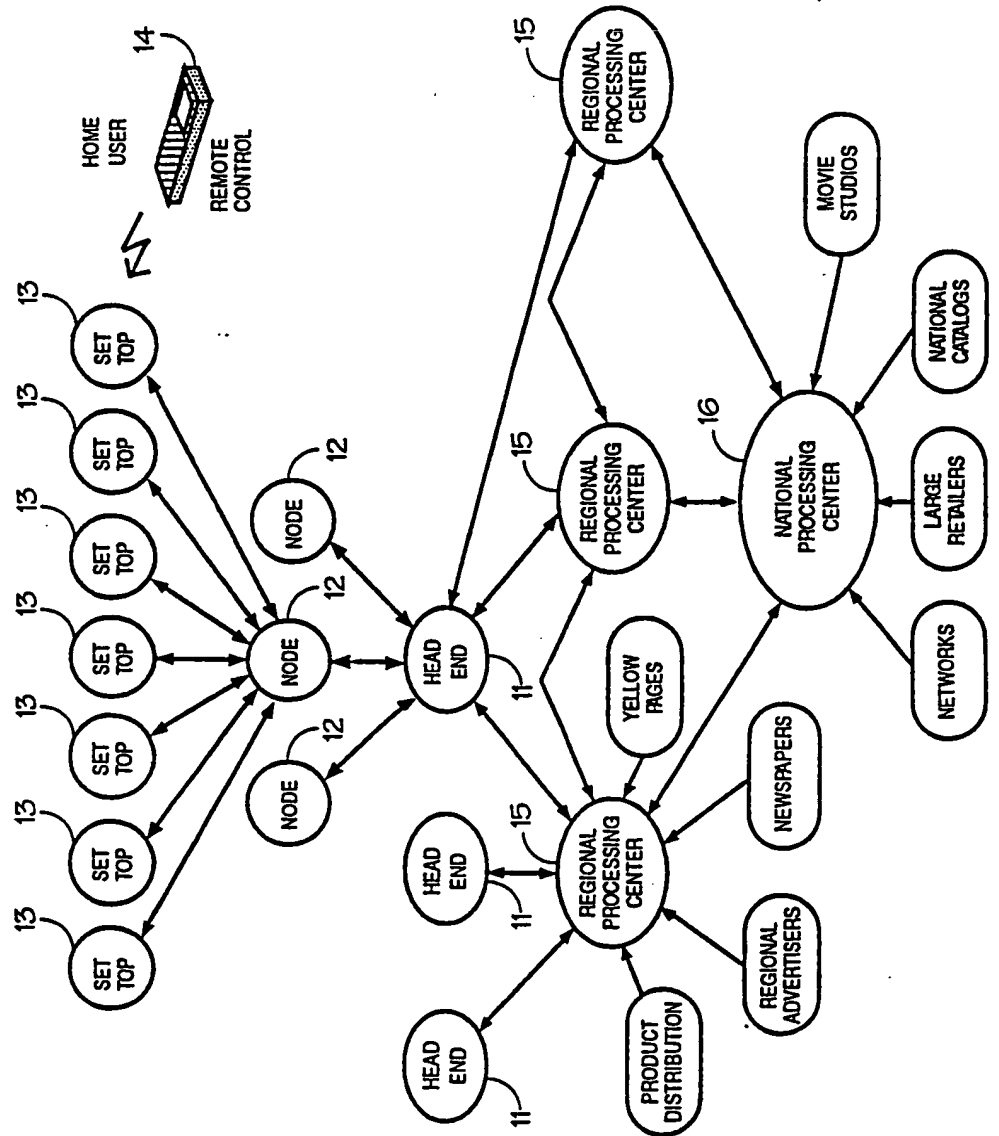 13
SET
TOP
13
SET
TOP
13
SET
TOP
13
SET
TOP
13
SET
TOP
13
SET
TOP
13
SET
TOP
HOME
USER
14
REMOTE
CONTROL
12
NODE
12
NODE
12
NODE
HEAD
END
11
HEAD
END
11
HEAD
END
11
15
REGIONAL
PROCESSING
CENTER
15
REGIONAL
PROCESSING
CENTER
15
REGIONAL
PROCESSING
CENTER
YELLOW
PAGES
PRODUCT
DISTRIBUTION
REGIONAL
ADVERTISERS
NEWSPAPERS
16
NATIONAL
PROCESSING
CENTER
NETWORKS
LARGE
RETAILERS
NATIONAL
CATALOGS
MOVIE
STUDIOS